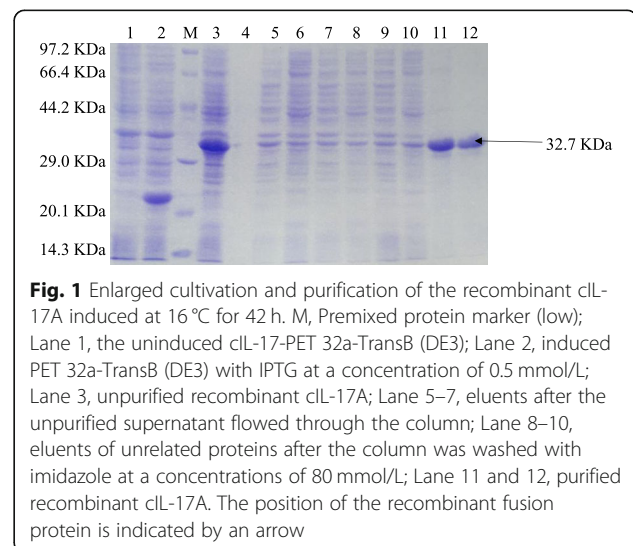 1 2 M 3 4 5 6 7 8 9 10 11 12
97.2 KDa
66.4 KDa
44.2 KDa
29.0 KDa
20.1 KDa
14.3 KDa
32.7 KDa
Fig. 1 Enlarged cultivation and purification of the recombinant cIL-
17A induced at 16 °C for 42 h. M, Premixed protein marker (low);
Lane 1, the uninduced cIL-17-PET 32a-TransB (DE3); Lane 2, induced
PET 32a-TransB (DE3) with IPTG at a concentration of 0.5 mmol/L;
Lane 3, unpurified recombinant cIL-17A; Lane 5–7, eluents after the
unpurified supernatant flowed through the column; Lane 8–10,
eluents of unrelated proteins after the column was washed with
imidazole at a concentrations of 80 mmol/L; Lane 11 and 12, purified
recombinant cIL-17A. The position of the recombinant fusion
protein is indicated by an arrow